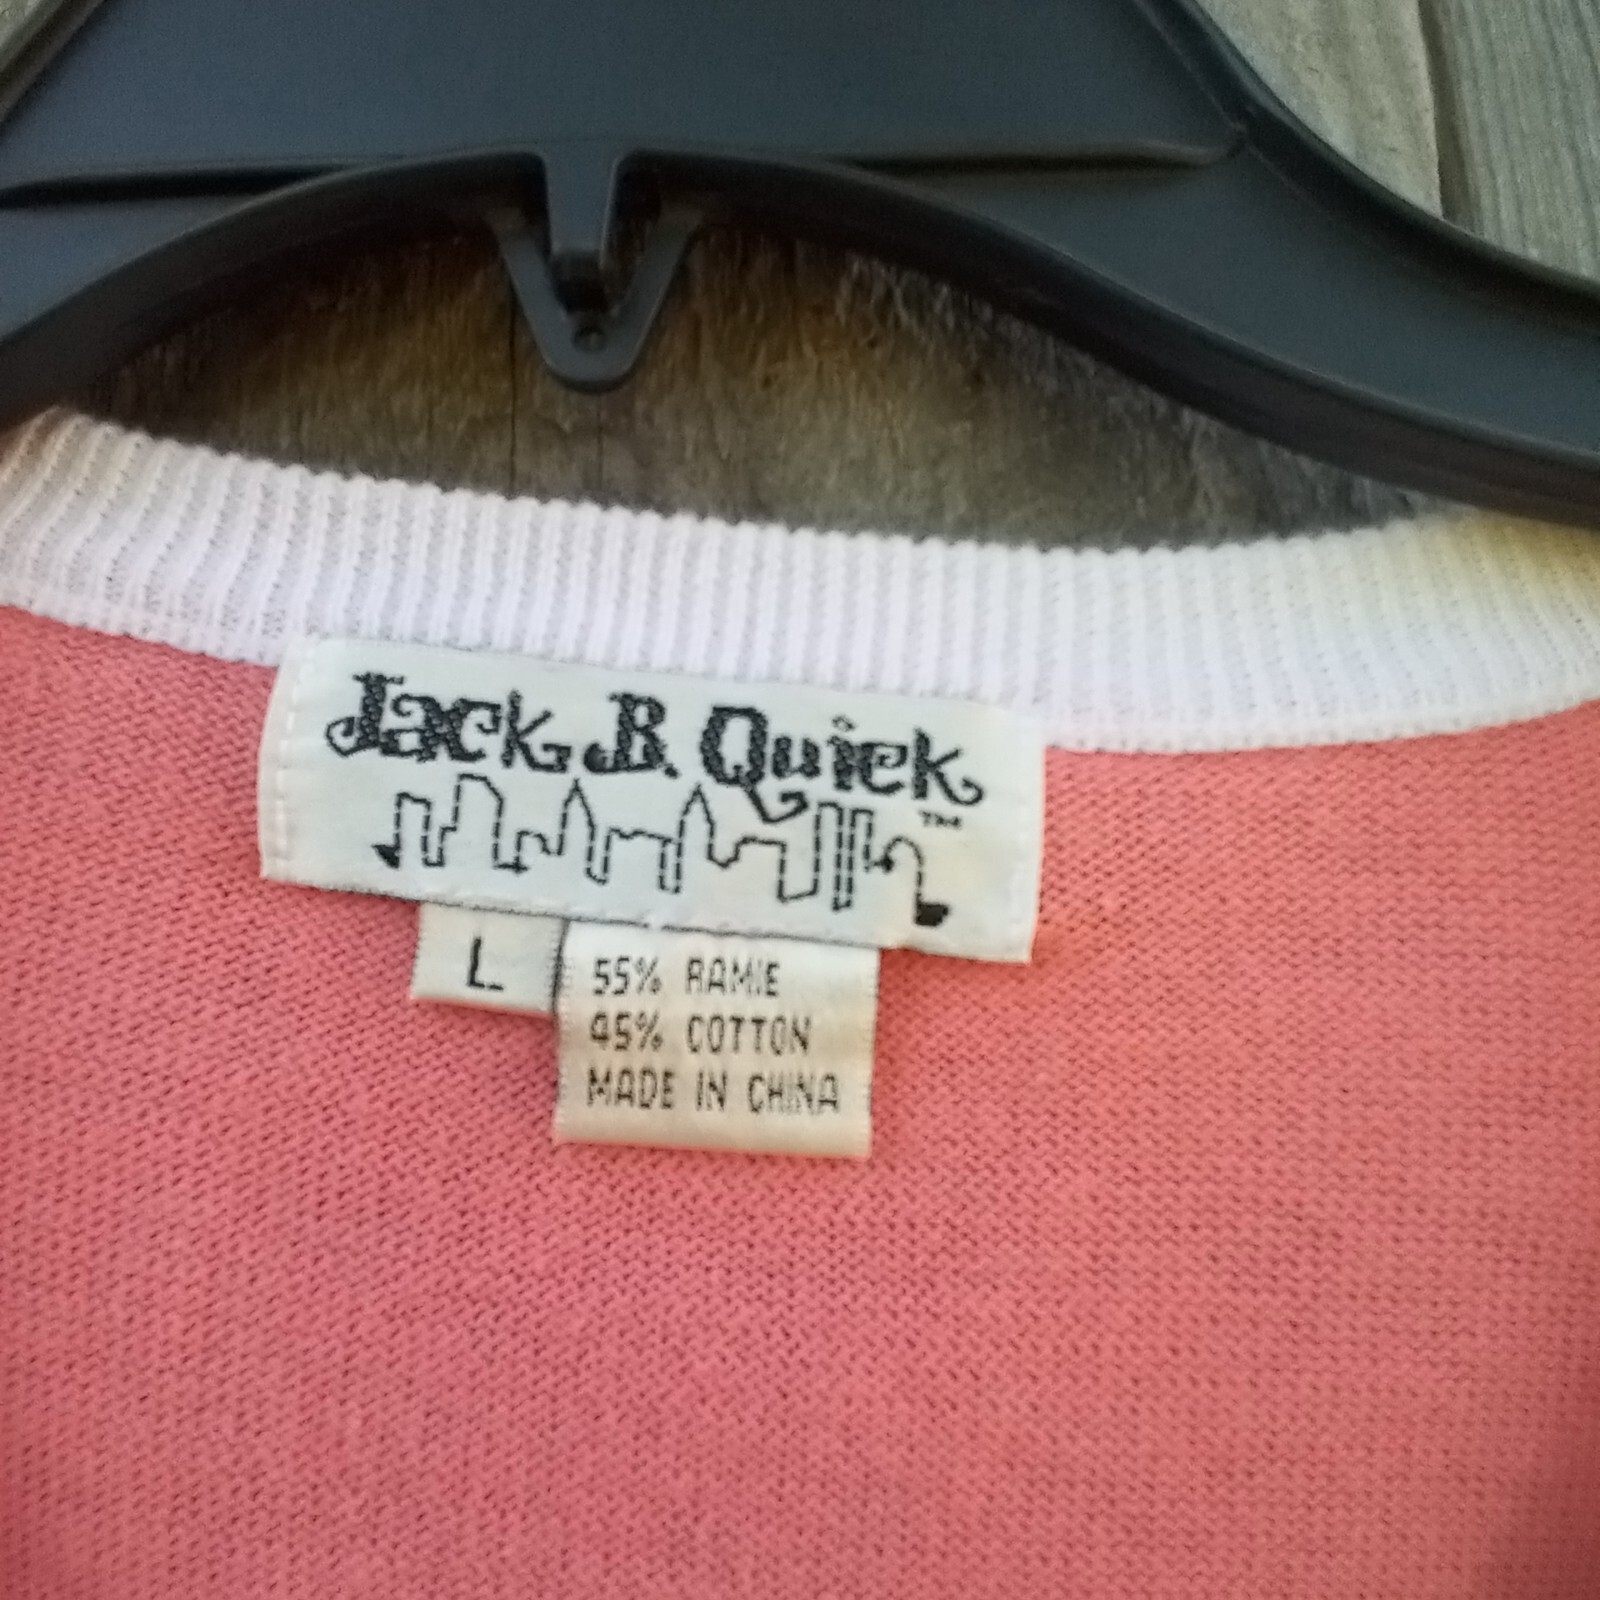 Jack B. Quick
TM
L
55% RAMIE
45% COTTON
MADE IN CHINA